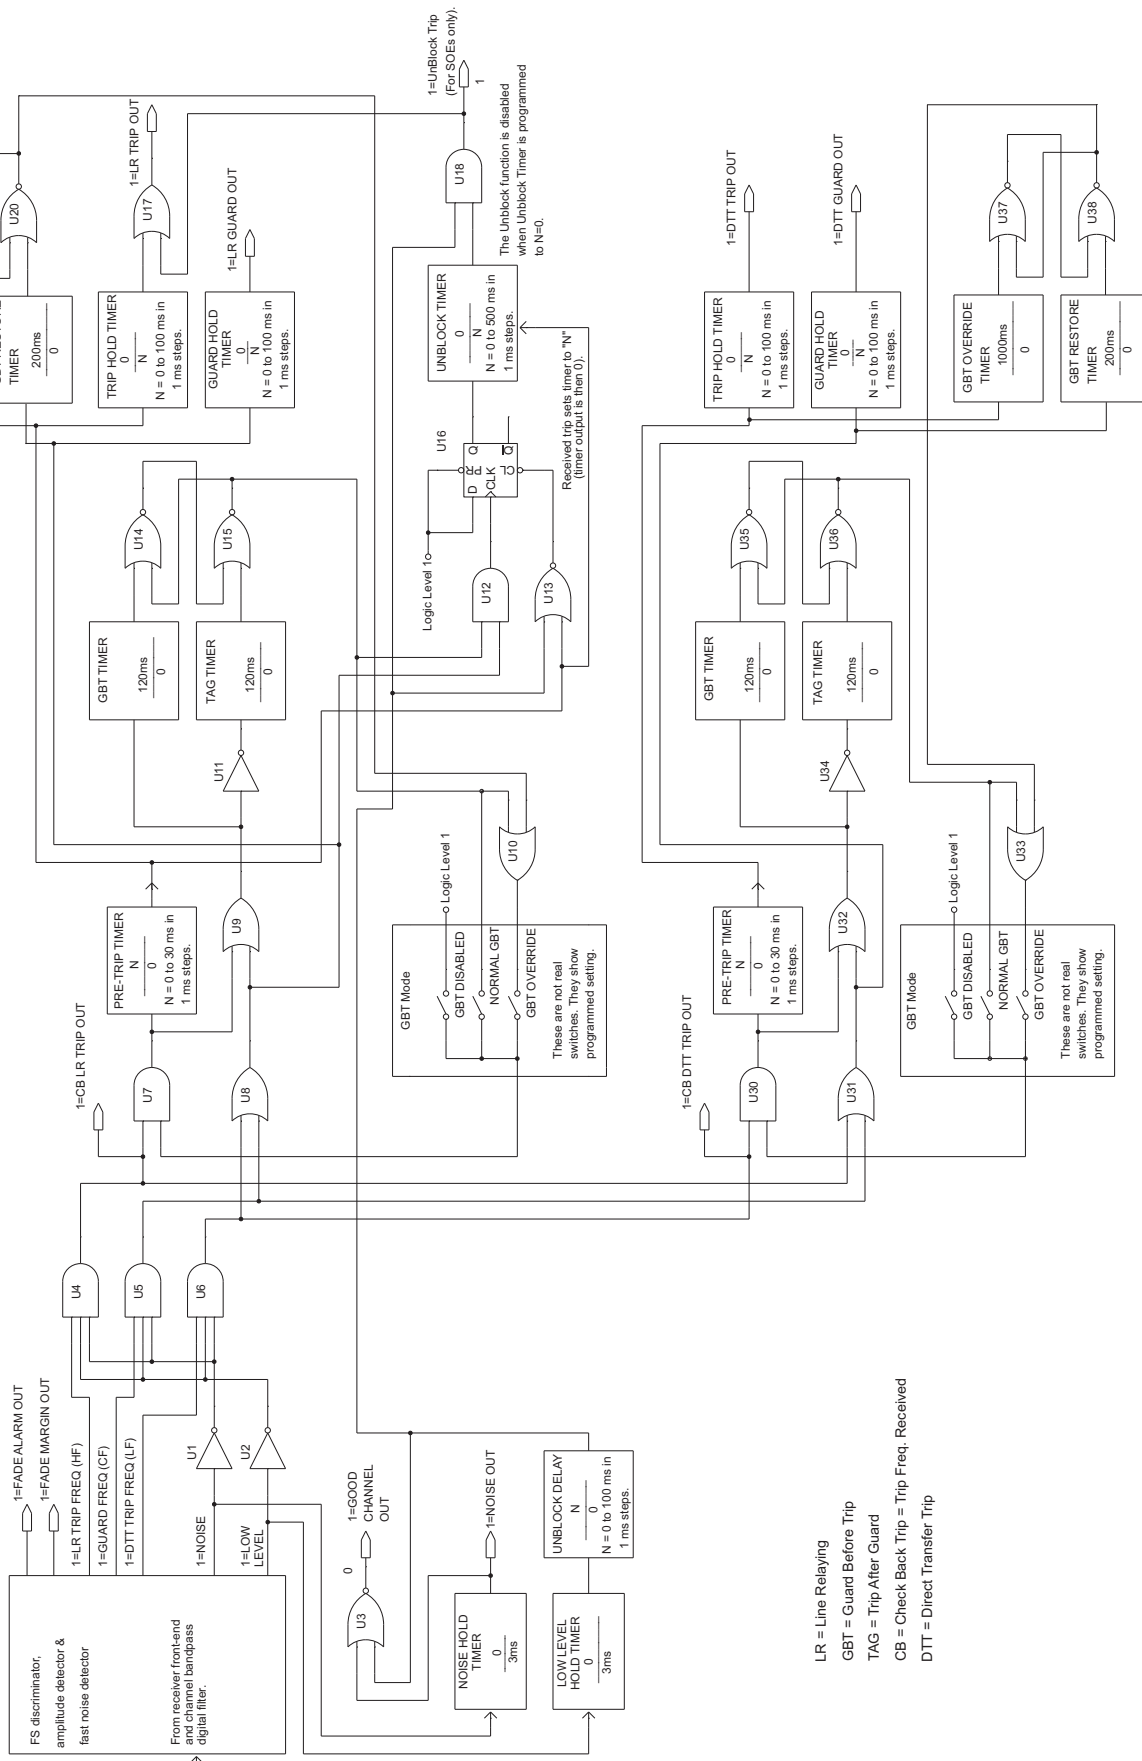 FS discriminator,
amplitude detector &
fast noise detector
From receiver front-end
and channel bandpass
digital filter.
1=FADE ALARM OUT
1=FADE MARGIN OUT
1=LR TRIP FREQ (HF)
1=GUARD FREQ (CF)
1=DTT TRIP FREQ (LF)
1=NOISE
1=LOW
LEVEL
U1
U2
U4
U5
U6
0
1=GOOD
CHANNEL
OUT
U3
1=NOISE OUT
NOISE HOLD
TIMER
0
3ms
LOW LEVEL
HOLD TIMER
0
3ms
UNBLOCK DELAY
N
0
N = 0 to 100 ms in
1 ms steps.
1=CB LR TRIP OUT
U7
U8
PRE-TRIP TIMER
N
0
N = 0 to 30 ms in
1 ms steps.
U9
GBT Mode
GBT DISABLED
NORMAL GBT
GBT OVERRIDE
These are not real
switches. They show
programmed setting.
Logic Level 1
U10
U11
GBT TIMER
120ms
0
TAG TIMER
120ms
0
U14
U15
Logic Level 1
U12
U13
U16
D
PR
Q
CLK
CL
Q
Received trip sets timer to "N"
(timer output is then 0).
TIMER
200ms
0
U20
TRIP HOLD TIMER
0
N
N = 0 to 100 ms in
1 ms steps.
GUARD HOLD
TIMER
0
N
N = 0 to 100 ms in
1 ms steps.
U17
1=LR TRIP OUT
1=LR GUARD OUT
UNBLOCK TIMER
0
N
N = 0 to 500 ms in
1 ms steps.
U18
1=UnBlock Trip
(For SOEs only).
1
The Unblock function is disabled
when Unblock Timer is programmed
to N=0.
1=CB DTT TRIP OUT
U30
U31
PRE-TRIP TIMER
N
0
N = 0 to 30 ms in
1 ms steps.
U32
GBT Mode
GBT DISABLED
NORMAL GBT
GBT OVERRIDE
These are not real
switches. They show
programmed setting.
Logic Level 1
U33
U34
GBT TIMER
120ms
0
TAG TIMER
120ms
0
U35
U36
TRIP HOLD TIMER
0
N
N = 0 to 100 ms in
1 ms steps.
GUARD HOLD
TIMER
0
N
N = 0 to 100 ms in
1 ms steps.
1=DTT TRIP OUT
1=DTT GUARD OUT
GBT OVERRIDE
TIMER
1000ms
0
GBT RESTORE
TIMER
200ms
0
U37
U38
LR = Line Relaying
GBT = Guard Before Trip
TAG = Trip After Guard
CB = Check Back Trip = Trip Freq. Received
DTT = Direct Transfer Trip